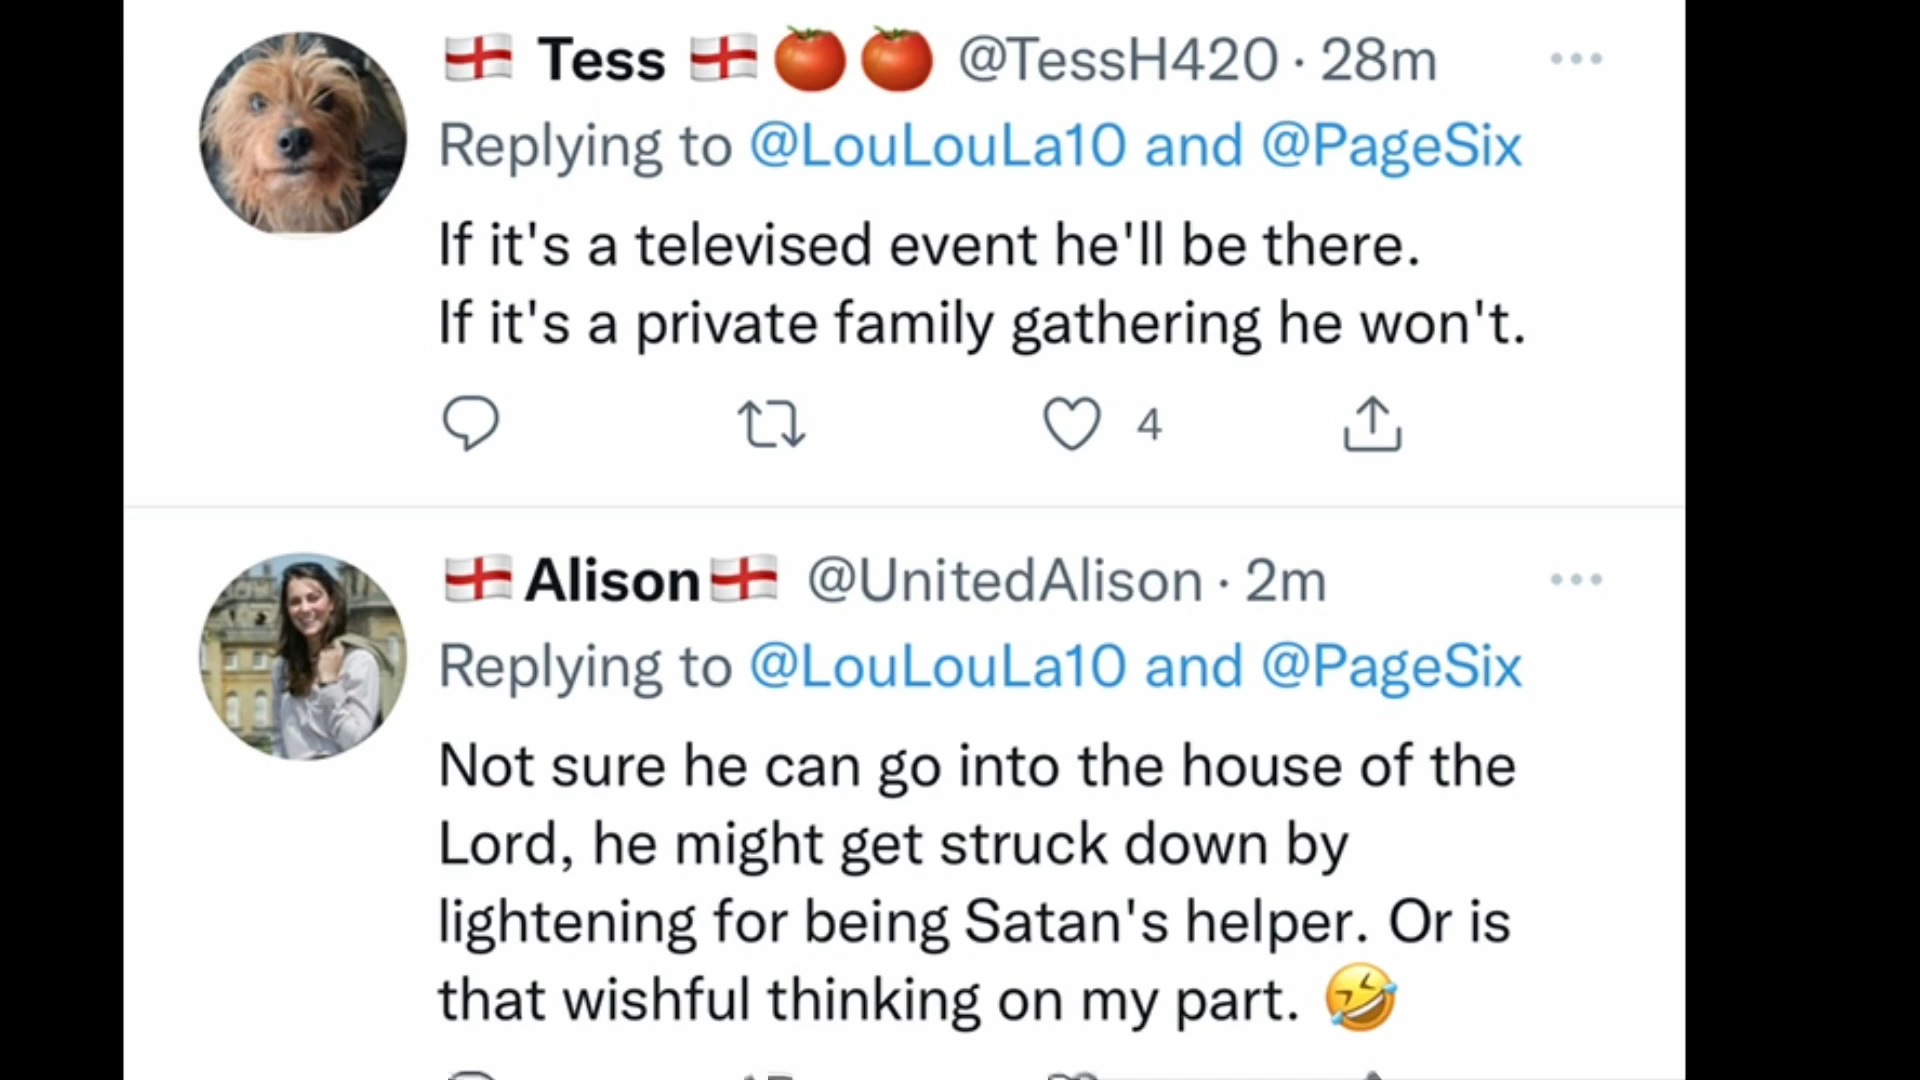 🏴󠁧󠁢󠁥󠁮󠁧󠁿 Tess 🏴󠁧󠁢󠁥󠁮󠁧󠁿🍅🍅 @TessH420 · 28m
Replying to @LouLouLa10 and @PageSix
If it's a televised event he'll be there.
If it's a private family gathering he won't.
4
🏴󠁧󠁢󠁥󠁮󠁧󠁿Alison🏴󠁧󠁢󠁥󠁮󠁧󠁿 @UnitedAlison · 2m
Replying to @LouLouLa10 and @PageSix
Not sure he can go into the house of the
Lord, he might get struck down by
lightening for being Satan's helper. Or is
that wishful thinking on my part. 🤣